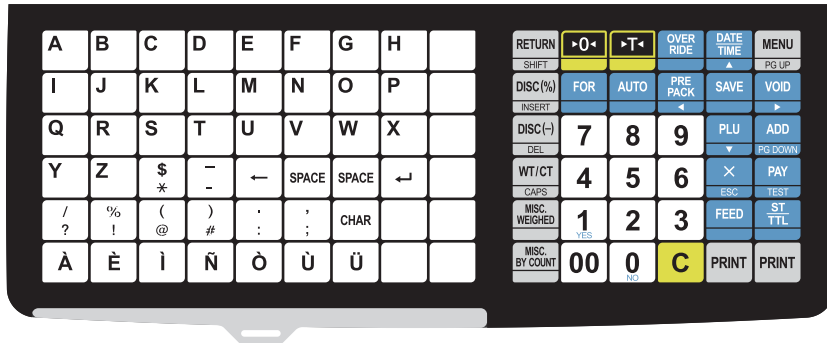 A B C D E F G H
I J K L M N O P
Q R S T U V W X
Y Z $ * – - ← SPACE SPACE ↵
/ ? % ! ( @ ) # . : , ; CHAR
À È Ì Ñ Ò Ù Ü
RETURN SHIFT ▸0◂ ▸T◂ OVER RIDE DATE TIME ▲ MENU PG UP
DISC (%) INSERT FOR AUTO PRE PACK ◀ SAVE VOID ▶
DISC (–) DEL 7 8 9 PLU ▼ ADD PG DOWN
WT/CT CAPS 4 5 6 × ESC PAY TEST
MISC. WEIGHED 1 YES 2 3 FEED ST TTL
MISC. BY COUNT 00 0 NO C PRINT PRINT